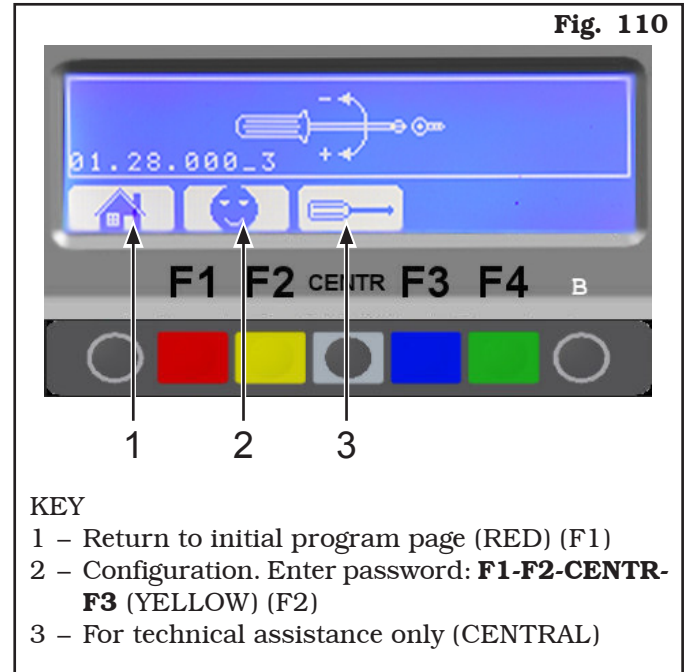 Fig. 110
01.28.000_3
F1 F2 CENTR F3 F4 B
1 2 3
KEY
1 – Return to initial program page (RED) (F1)
2 – Configuration. Enter password: F1-F2-CENTR-
F3 (YELLOW) (F2)
3 – For technical assistance only (CENTRAL)